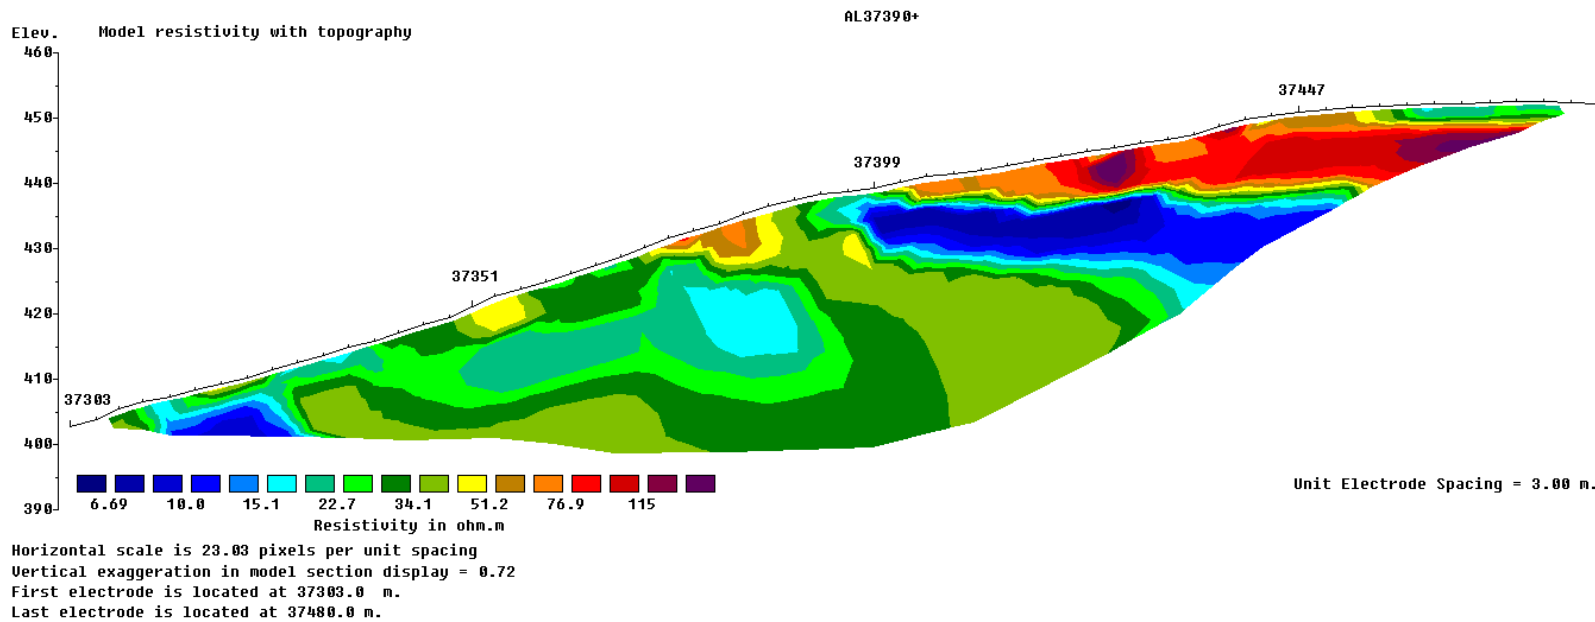 AL37390+
Elev. Model resistivity with topography
460
37447
450
37399
440
430
37351
420
410
37303
400
390
6.69 10.0 15.1 22.7 34.1 51.2 76.9 115
Unit Electrode Spacing = 3.00 m.
Resistivity in ohm.m
Horizontal scale is 23.03 pixels per unit spacing
Vertical exaggeration in model section display = 0.72
First electrode is located at 37303.0 m.
Last electrode is located at 37480.0 m.